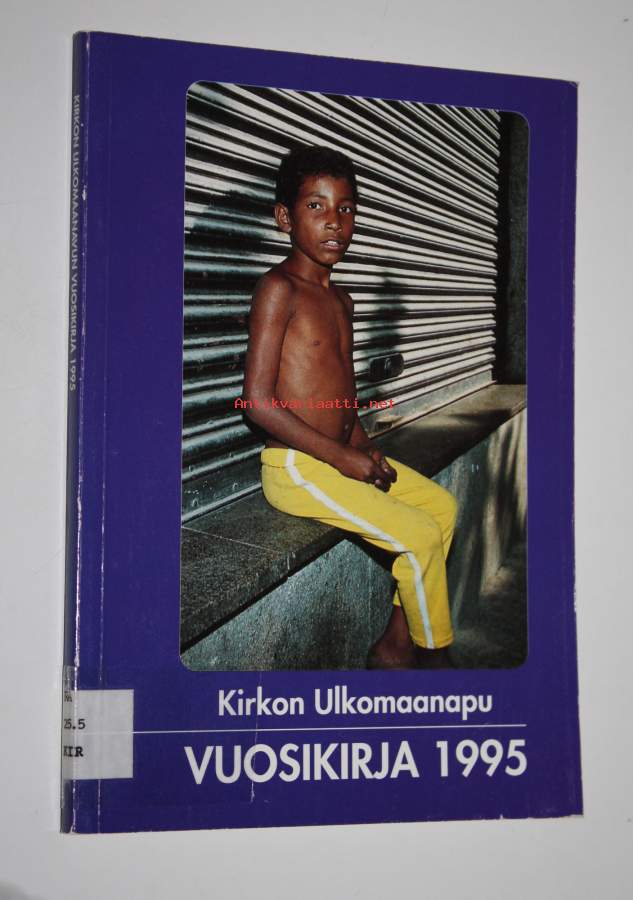 KIRKON ULKOMAANAVUN VUOSIKIRJA 1995
Antikvariaatti.net
Kirkon Ulkomaanapu
VUOSIKIRJA 1995
25.5
KIR